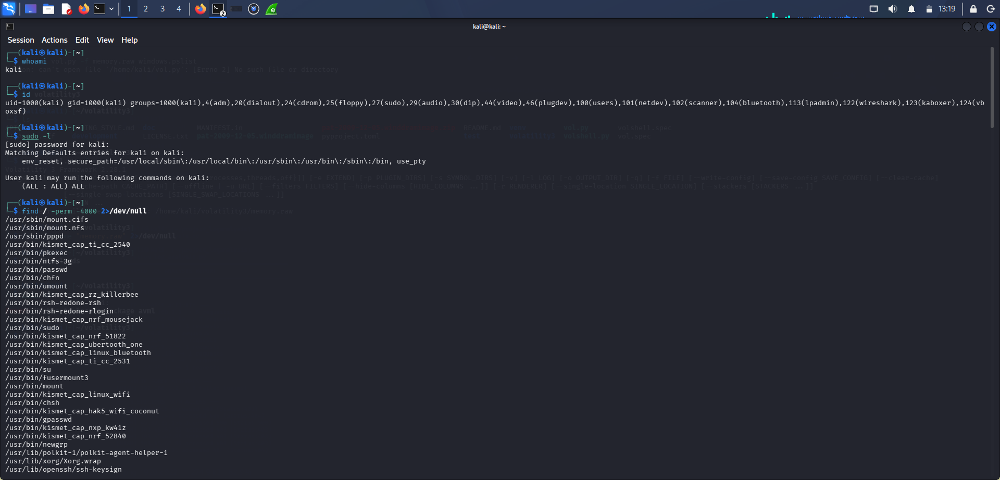 1 2 3 4 2 13:19
kali@kali: ~
Session Actions Edit View Help
┌──(kali㉿kali)-[~]
└─$ whoami
kali
┌──(kali㉿kali)-[~]
└─$ id
uid=1000(kali) gid=1000(kali) groups=1000(kali),4(adm),20(dialout),24(cdrom),25(floppy),27(sudo),29(audio),30(dip),44(video),46(plugdev),100(users),101(netdev),102(scanner),104(bluetooth),113(lpadmin),122(wireshark),123(kaboxer),124(vb
oxsf)
┌──(kali㉿kali)-[~]
└─$ sudo -l
[sudo] password for kali:
Matching Defaults entries for kali on kali:
    env_reset, secure_path=/usr/local/sbin\:/usr/local/bin\:/usr/sbin\:/usr/bin\:/sbin\:/bin, use_pty
User kali may run the following commands on kali:
    (ALL : ALL) ALL
┌──(kali㉿kali)-[~]
└─$ find / -perm -4000 2>/dev/null
/usr/sbin/mount.cifs
/usr/sbin/mount.nfs
/usr/sbin/pppd
/usr/bin/kismet_cap_ti_cc_2540
/usr/bin/pkexec
/usr/bin/ntfs-3g
/usr/bin/passwd
/usr/bin/chfn
/usr/bin/umount
/usr/bin/kismet_cap_rz_killerbee
/usr/bin/rsh-redone-rsh
/usr/bin/rsh-redone-rlogin
/usr/bin/kismet_cap_nrf_mousejack
/usr/bin/sudo
/usr/bin/kismet_cap_nrf_51822
/usr/bin/kismet_cap_ubertooth_one
/usr/bin/kismet_cap_linux_bluetooth
/usr/bin/kismet_cap_ti_cc_2531
/usr/bin/su
/usr/bin/fusermount3
/usr/bin/mount
/usr/bin/kismet_cap_linux_wifi
/usr/bin/chsh
/usr/bin/kismet_cap_hak5_wifi_coconut
/usr/bin/gpasswd
/usr/bin/kismet_cap_nxp_kw41z
/usr/bin/kismet_cap_nrf_52840
/usr/bin/newgrp
/usr/lib/polkit-1/polkit-agent-helper-1
/usr/lib/xorg/Xorg.wrap
/usr/lib/openssh/ssh-keysign